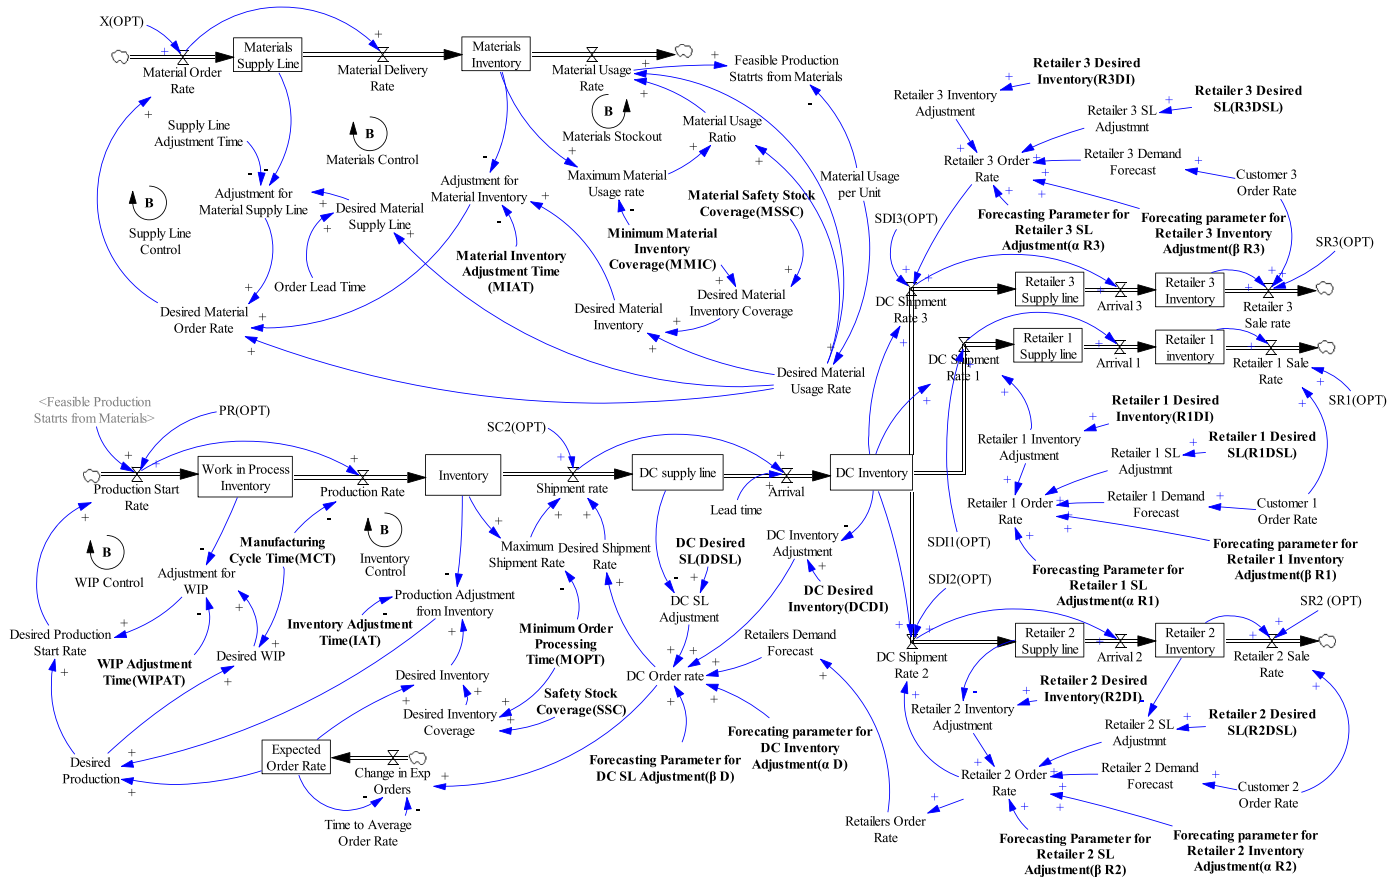 X(OPT)
Material Order
Rate
Materials
Supply Line
Material Delivery
Rate
Materials
Inventory
Material Usage
Rate
Feasible Production
Statrts from Materials
B
Materials Stockout
Material Usage
Ratio
Supply Line
Adjustment Time
B
Materials Control
B
Supply Line
Control
Adjustment for
Material Supply Line
Desired Material
Supply Line
Order Lead Time
Adjustment for
Material Inventory
Maximum Material
Usage rate
Material Inventory
Adjustment Time
(MIAT)
Minimum Material
Inventory
Coverage(MMIC)
Material Safety Stock
Coverage(MSSC)
Material Usage
per Unit
Desired Material
Order Rate
Desired Material
Inventory
Desired Material
Inventory Coverage
Desired Material
Usage Rate
Retailer 3 Desired
Inventory(R3DI)
Retailer 3 Inventory
Adjustment
Retailer 3 Desired
SL(R3DSL)
Retailer 3 SL
Adjustmnt
Retailer 3 Order
Rate
Retailer 3 Demand
Forecast
Customer 3
Order Rate
SDI3(OPT)
Forecasting Parameter for
Retailer 3 SL
Adjustment(α R3)
Forecating parameter for
Retailer 3 Inventory
Adjustment(β R3)
SR3(OPT)
DC Shipment
Rate 3
Retailer 3
Supply line
Arrival 3
Retailer 3
Inventory
Retailer 3
Sale rate
DC Shipment
Rate 1
Retailer 1
Supply line
Arrival 1
Retailer 1
inventory
Retailer 1 Sale
Rate
SR1(OPT)
Retailer 1 Desired
Inventory(R1DI)
Retailer 1 Inventory
Adjustment
Retailer 1 Desired
SL(R1DSL)
Retailer 1 SL
Adjustmnt
Retailer 1 Order
Rate
Retailer 1 Demand
Forecast
Customer 1
Order Rate
SDI1(OPT)
Forecasting Parameter for
Retailer 1 SL
Adjustment(α R1)
Forecating parameter for
Retailer 1 Inventory
Adjustment(β R1)
<Feasible Production
Statrts from Materials>
PR(OPT)
Production Start
Rate
Work in Process
Inventory
Production Rate
Inventory
SC2(OPT)
Shipment rate
DC supply line
Lead time
Arrival
DC Inventory
B
WIP Control
Manufacturing
Cycle Time(MCT)
B
Inventory
Control
Maximum
Shipment Rate
Desired Shipment
Rate
DC Desired
SL(DDSL)
DC Inventory
Adjustment
DC Desired
Inventory(DCDI)
Adjustment for
WIP
Production Adjustment
from Inventory
DC SL
Adjustment
Desired Production
Start Rate
Inventory Adjustment
Time(IAT)
Minimum Order
Processing
Time(MOPT)
WIP Adjustment
Time(WIPAT)
Desired WIP
Desired Inventory
Safety Stock
Coverage(SSC)
Desired Inventory
Coverage
DC Order rate
Retailers Demand
Forecast
Desired
Production
Expected
Order Rate
Change in Exp
Orders
Time to Average
Order Rate
Forecasting Parameter for
DC SL Adjustment(β D)
Forecating parameter for
DC Inventory
Adjustment(α D)
SDI2(OPT)
DC Shipment
Rate 2
Retailer 2
Supply line
Arrival 2
Retailer 2
Inventory
Retailer 2 Sale
Rate
SR2 (OPT)
Retailer 2 Desired
Inventory(R2DI)
Retailer 2 Inventory
Adjustment
Retailer 2 Desired
SL(R2DSL)
Retailer 2 SL
Adjustmnt
Retailer 2 Order
Rate
Retailer 2 Demand
Forecast
Customer 2
Order Rate
Retailers Order
Rate
Forecasting Parameter for
Retailer 2 SL
Adjustment(β R2)
Forecating parameter for
Retailer 2 Inventory
Adjustment(α R2)